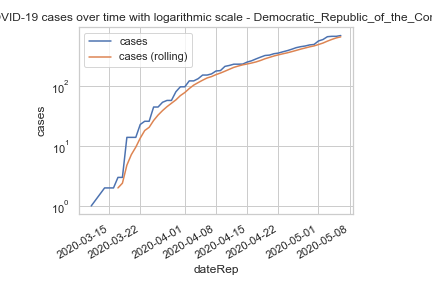 VID-19 cases over time with logarithmic scale - Democratic_Republic_of_the_Con
cases
cases (rolling)
10²
10¹
10⁰
cases
2020-03-15
2020-03-22
2020-04-01
2020-04-08
2020-04-15
2020-04-22
2020-05-01
2020-05-08
dateRep